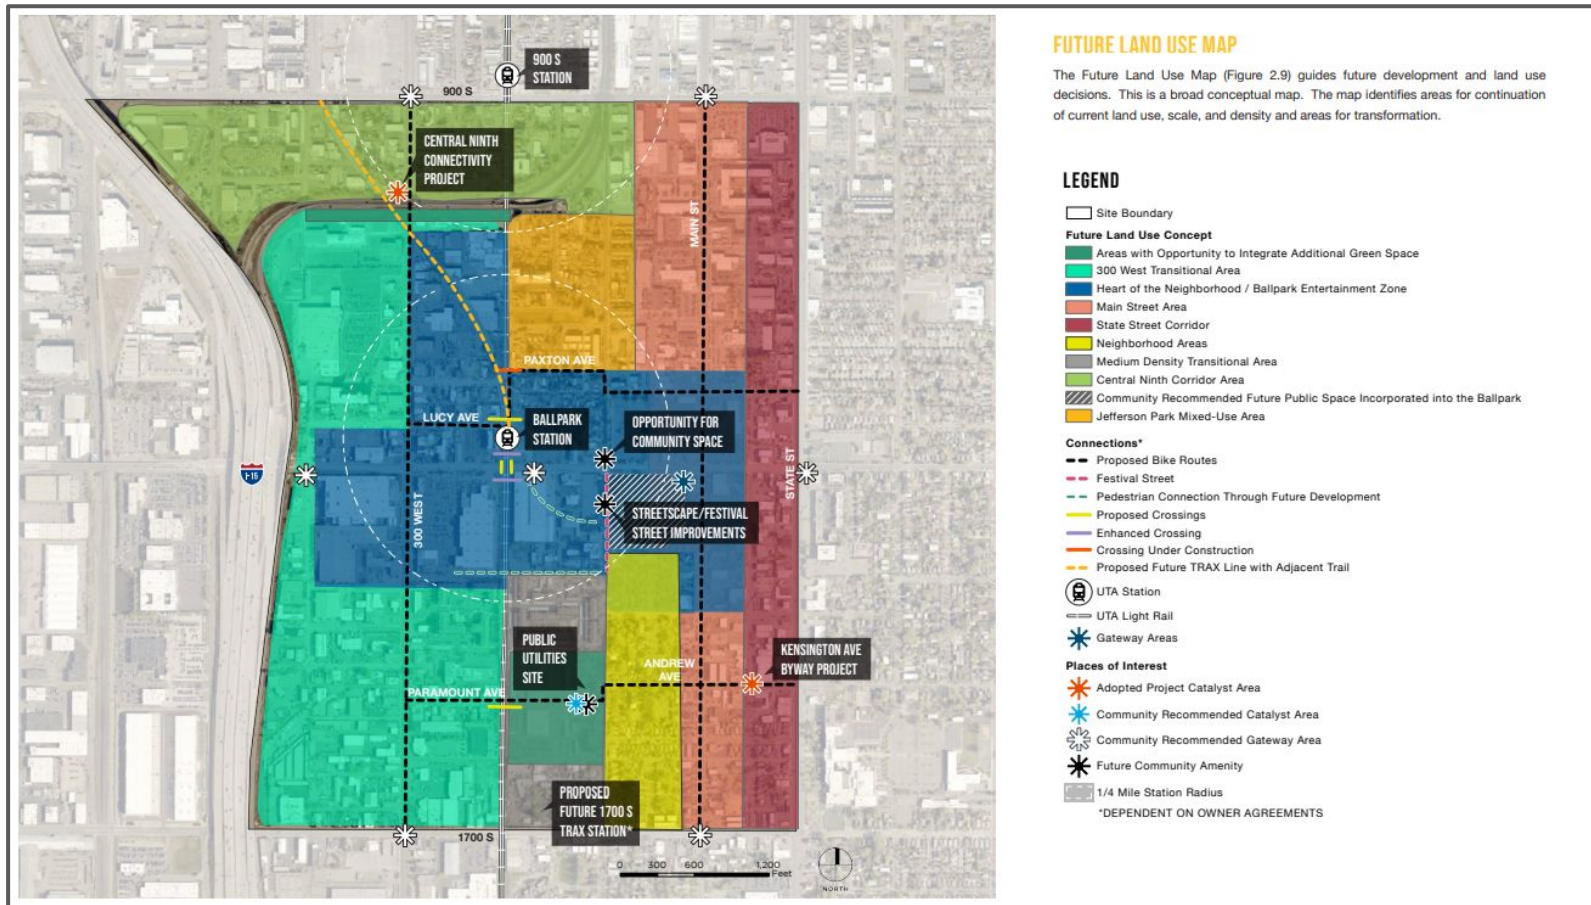 900 S
STATION
900 S
CENTRAL NINTH
CONNECTIVITY
PROJECT
MAIN ST
PAXTON AVE
LUCY AVE
BALLPARK
STATION
OPPORTUNITY FOR
COMMUNITY SPACE
I-15
300 WEST
STATE ST
STREETSCAPE/FESTIVAL
STREET IMPROVEMENTS
PUBLIC
UTILITIES
SITE
ANDREW
AVE
KENSINGTON AVE
BYWAY PROJECT
PARAMOUNT AVE
PROPOSED
FUTURE 1700 S
TRAX STATION*
1700 S
0 300 600 1,200
Feet
NORTH
FUTURE LAND USE MAP
The Future Land Use Map (Figure 2.9) guides future development and land use
decisions. This is a broad conceptual map. The map identifies areas for continuation
of current land use, scale, and density and areas for transformation.
LEGEND
Site Boundary
Future Land Use Concept
Areas with Opportunity to Integrate Additional Green Space
300 West Transitional Area
Heart of the Neighborhood / Ballpark Entertainment Zone
Main Street Area
State Street Corridor
Neighborhood Areas
Medium Density Transitional Area
Central Ninth Corridor Area
Community Recommended Future Public Space Incorporated into the Ballpark
Jefferson Park Mixed-Use Area
Connections*
Proposed Bike Routes
Festival Street
Pedestrian Connection Through Future Development
Proposed Crossings
Enhanced Crossing
Crossing Under Construction
Proposed Future TRAX Line with Adjacent Trail
UTA Station
UTA Light Rail
Gateway Areas
Places of Interest
Adopted Project Catalyst Area
Community Recommended Catalyst Area
Community Recommended Gateway Area
Future Community Amenity
1/4 Mile Station Radius
*DEPENDENT ON OWNER AGREEMENTS